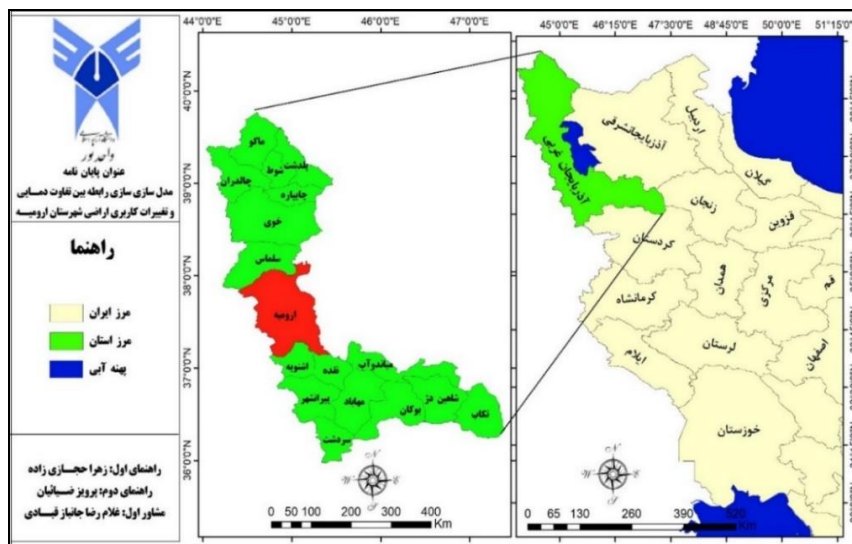 واحد نور
عنوان پایان نامه
مدل سازی سازی رابطه بین تفاوت دمایی
و تغییرات کاربری اراضی شهرستان ارومیه
راهنما
مرز ایران
مرز استان
پهنه آبی
راهنمای اول: زهرا حجازی زاده
راهنمای دوم: پرویز ضیائیان
مشاور اول: غلام رضا جانباز قبادی
44°0'0"E 45°0'0"E 46°0'0"E 47°0'0"E
40°0'0"N
39°0'0"N
38°0'0"N
37°0'0"N
36°0'0"N
ماکو
پلدشت
شوط
چالدران
چایپاره
خوی
سلماس
ارومیه
اشنویه
نقده
میاندوآب
پیرانشهر
مهاباد
بوکان
شاهین دژ
تکاب
سردشت
N
W E
S
0 50 100 200 300 400
Km
45°0'0"E 46°15'0"E 47°30'0"E 48°45'0"E 50°0'0"E 51°15'0"E
آذربایجانشرقی
اردبیل
آذربایجان غربی
گیلان
زنجان
قزوین
کردستان
همدان
مرکزی
قم
کرمانشاه
لرستان
ایلام
اصفهان
خوزستان
N
W E
S
0 65 130 260 390 520
Km